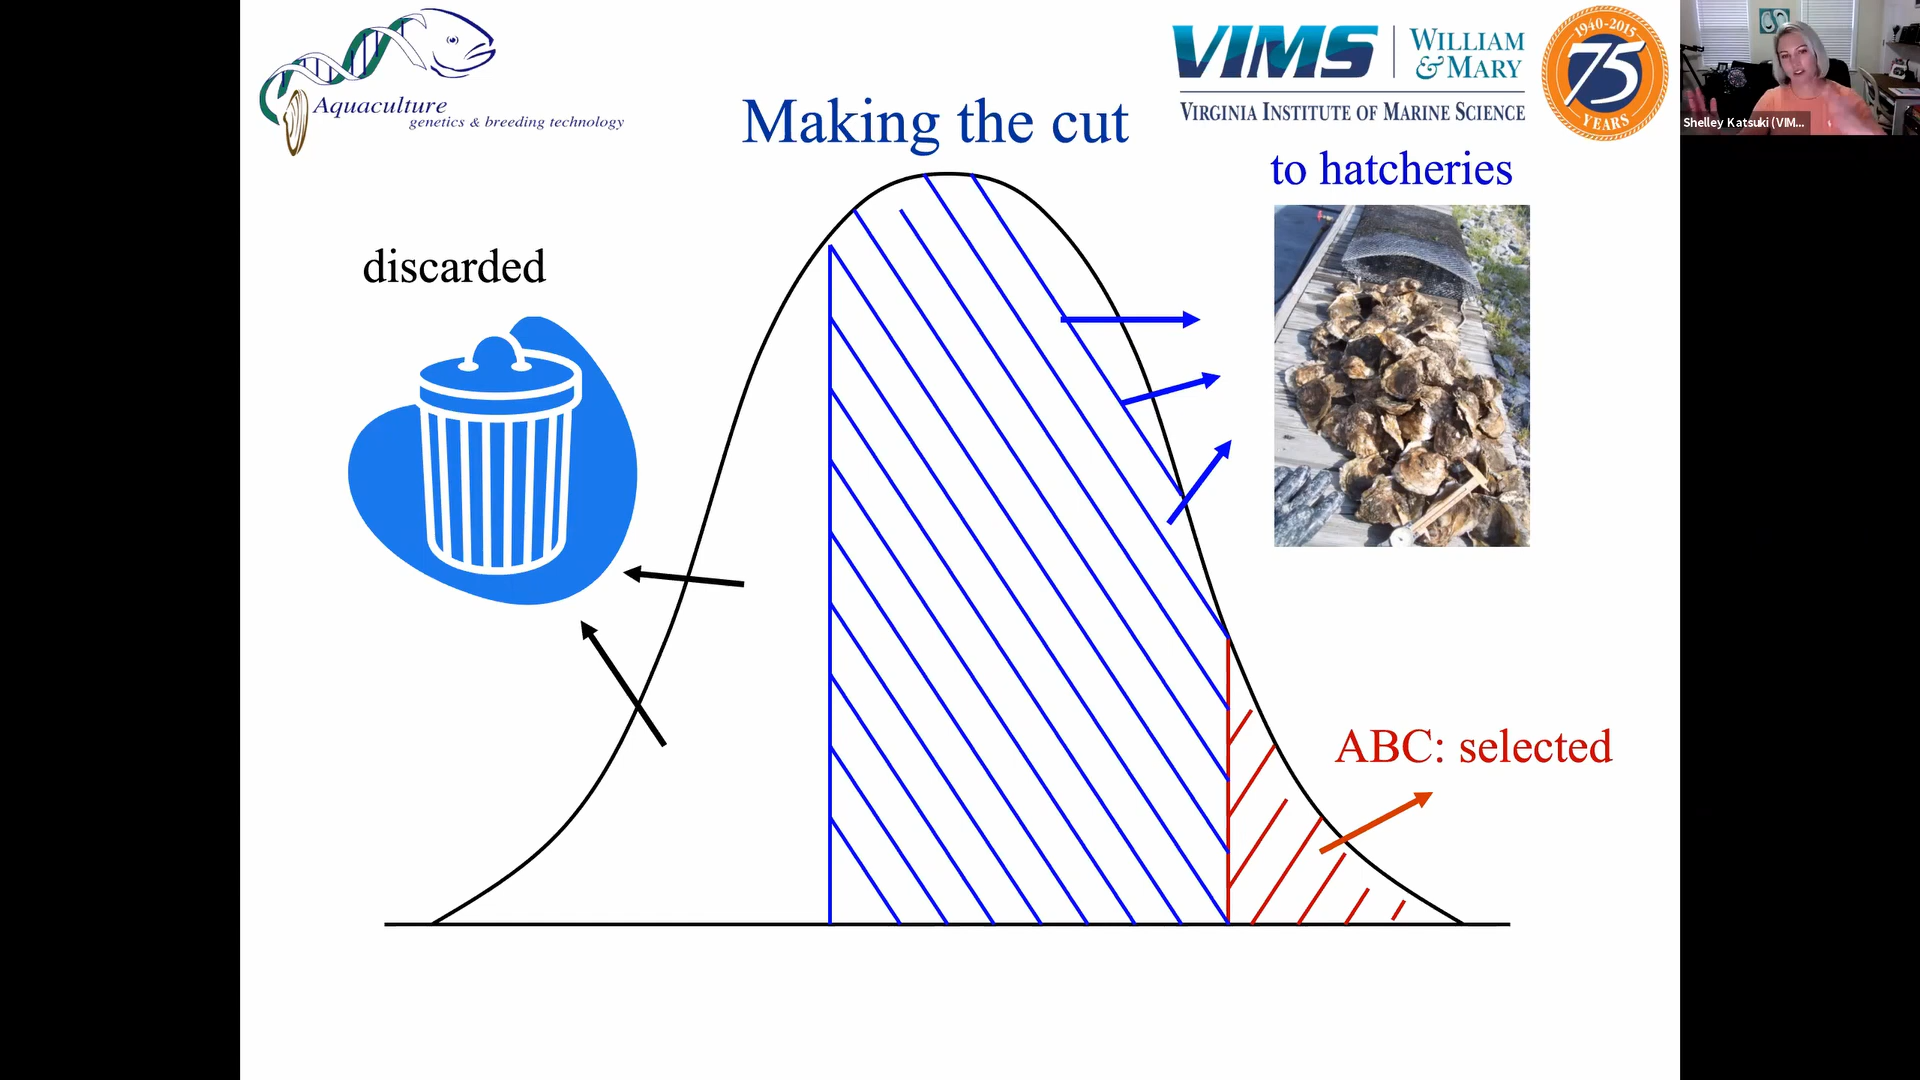 Aquaculture
genetics & breeding technology
VIMS
WILLIAM
& MARY
VIRGINIA INSTITUTE OF MARINE SCIENCE
1940-2015
75
YEARS
Shelley Katsuki (VIM...
Making the cut
to hatcheries
discarded
ABC: selected